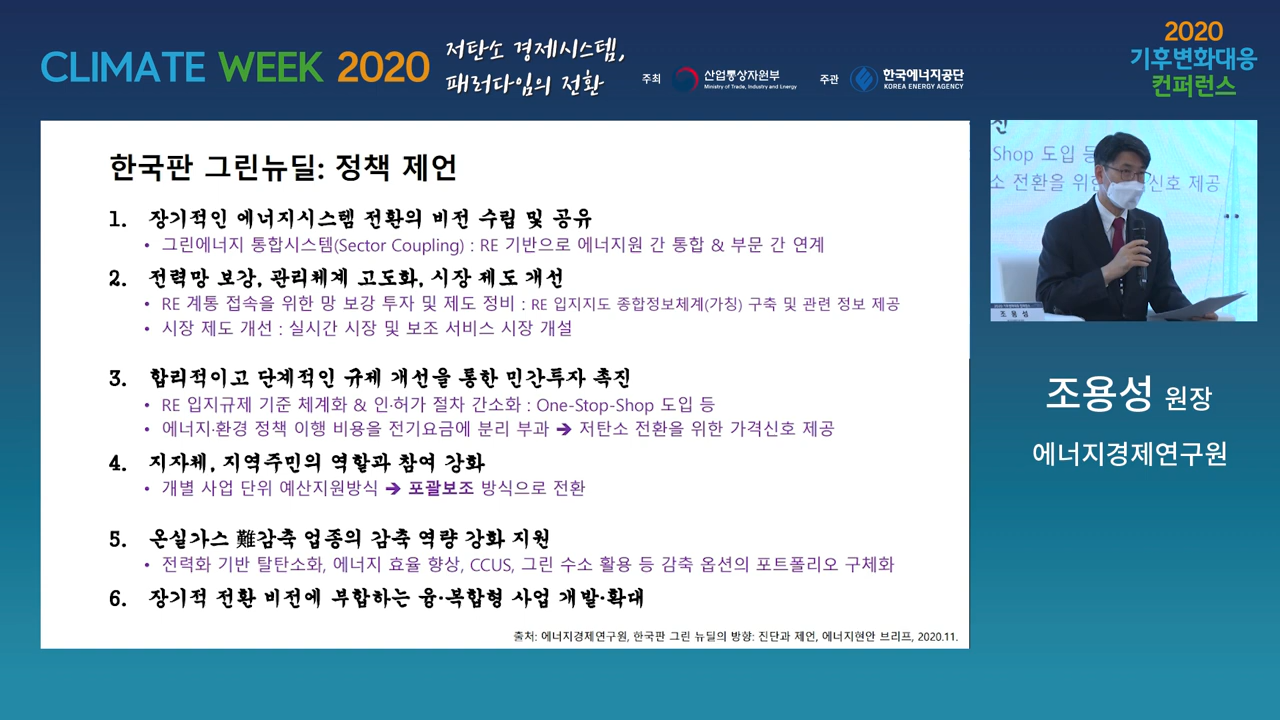 CLIMATE WEEK 2020
저탄소 경제시스템,
패러다임의 전환
주최
산업통상자원부
Ministry of Trade, Industry and Energy
주관
한국에너지공단
KOREA ENERGY AGENCY
2020
기후변화대응
컨퍼런스
한국판 그린뉴딜: 정책 제언
1. 장기적인 에너지시스템 전환의 비전 수립 및 공유
• 그린에너지 통합시스템(Sector Coupling) : RE 기반으로 에너지원 간 통합 & 부문 간 연계
2. 전력망 보강, 관리체계 고도화, 시장 제도 개선
• RE 계통 접속을 위한 망 보강 투자 및 제도 정비 : RE 입지지도 종합정보체계(가칭) 구축 및 관련 정보 제공
• 시장 제도 개선 : 실시간 시장 및 보조 서비스 시장 개설
3. 합리적이고 단계적인 규제 개선을 통한 민간투자 촉진
• RE 입지규제 기준 체계화 & 인·허가 절차 간소화 : One-Stop-Shop 도입 등
• 에너지·환경 정책 이행 비용을 전기요금에 분리 부과 ➔ 저탄소 전환을 위한 가격신호 제공
4. 지자체, 지역주민의 역할과 참여 강화
• 개별 사업 단위 예산지원방식 ➔ 포괄보조 방식으로 전환
5. 온실가스 難감축 업종의 감축 역량 강화 지원
• 전력화 기반 탈탄소화, 에너지 효율 향상, CCUS, 그린 수소 활용 등 감축 옵션의 포트폴리오 구체화
6. 장기적 전환 비전에 부합하는 융·복합형 사업 개발·확대
출처: 에너지경제연구원, 한국판 그린 뉴딜의 방향: 진단과 제언, 에너지현안 브리프, 2020.11.
Shop 도입 등
소 전환을 위한 신호 제공
조 용 성
조용성 원장
에너지경제연구원